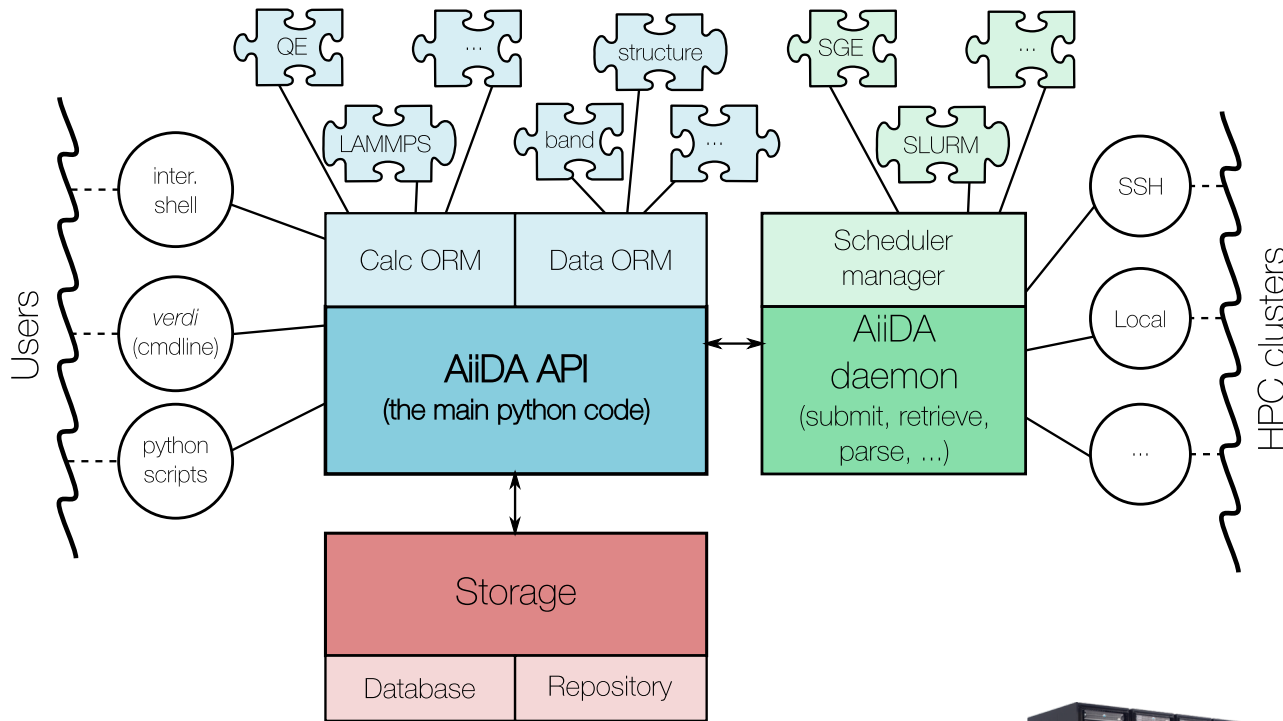 QE
...
structure
SGE
...
LAMMPS
band
...
SLURM
inter.
shell
SSH
Calc ORM
Data ORM
Scheduler
manager
Users
verdi
(cmdline)
Local
HPC clusters
AiiDA API
(the main python code)
AiiDA
daemon
(submit, retrieve,
parse, ...)
python
scripts
...
Storage
Database
Repository